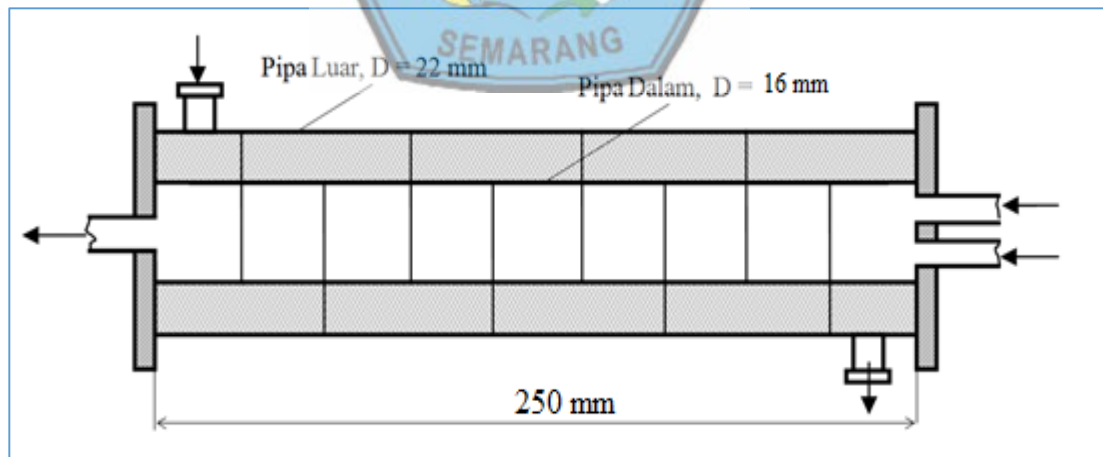 SEMARANG
Pipa Luar, D = 22 mm
Pipa Dalam, D = 16 mm
250 mm